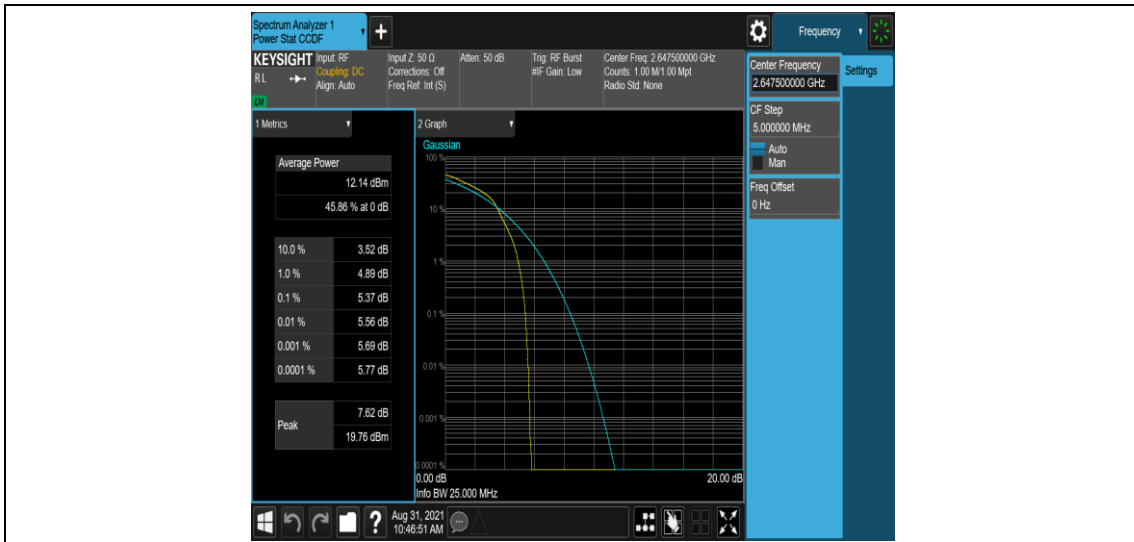 Spectrum Analyzer 1
Power Stat CCDF
+
Frequency
KEYSIGHT
RL
LXI
Input: RF
Coupling: DC
Align: Auto
Input Z: 50 Ω
Corrections: Off
Freq Ref: Int (S)
Atten: 50 dB
Trig: RF Burst
#IF Gain: Low
Center Freq: 2.647500000 GHz
Counts: 1.00 M/1.00 Mpt
Radio Std: None
Center Frequency
2.647500000 GHz
Settings
CF Step
5.000000 MHz
Auto
Man
Freq Offset
0 Hz
1 Metrics
Average Power
12.14 dBm
45.86 % at 0 dB
10.0 % 3.52 dB
1.0 % 4.89 dB
0.1 % 5.37 dB
0.01 % 5.56 dB
0.001 % 5.69 dB
0.0001 % 5.77 dB
Peak
7.62 dB
19.76 dBm
2 Graph
Gaussian
100 %
10 %
1 %
0.1 %
0.01 %
0.001 %
0.0001 %
0.00 dB 20.00 dB
Info BW 25.000 MHz
?
Aug 31, 2021
10:46:51 AM